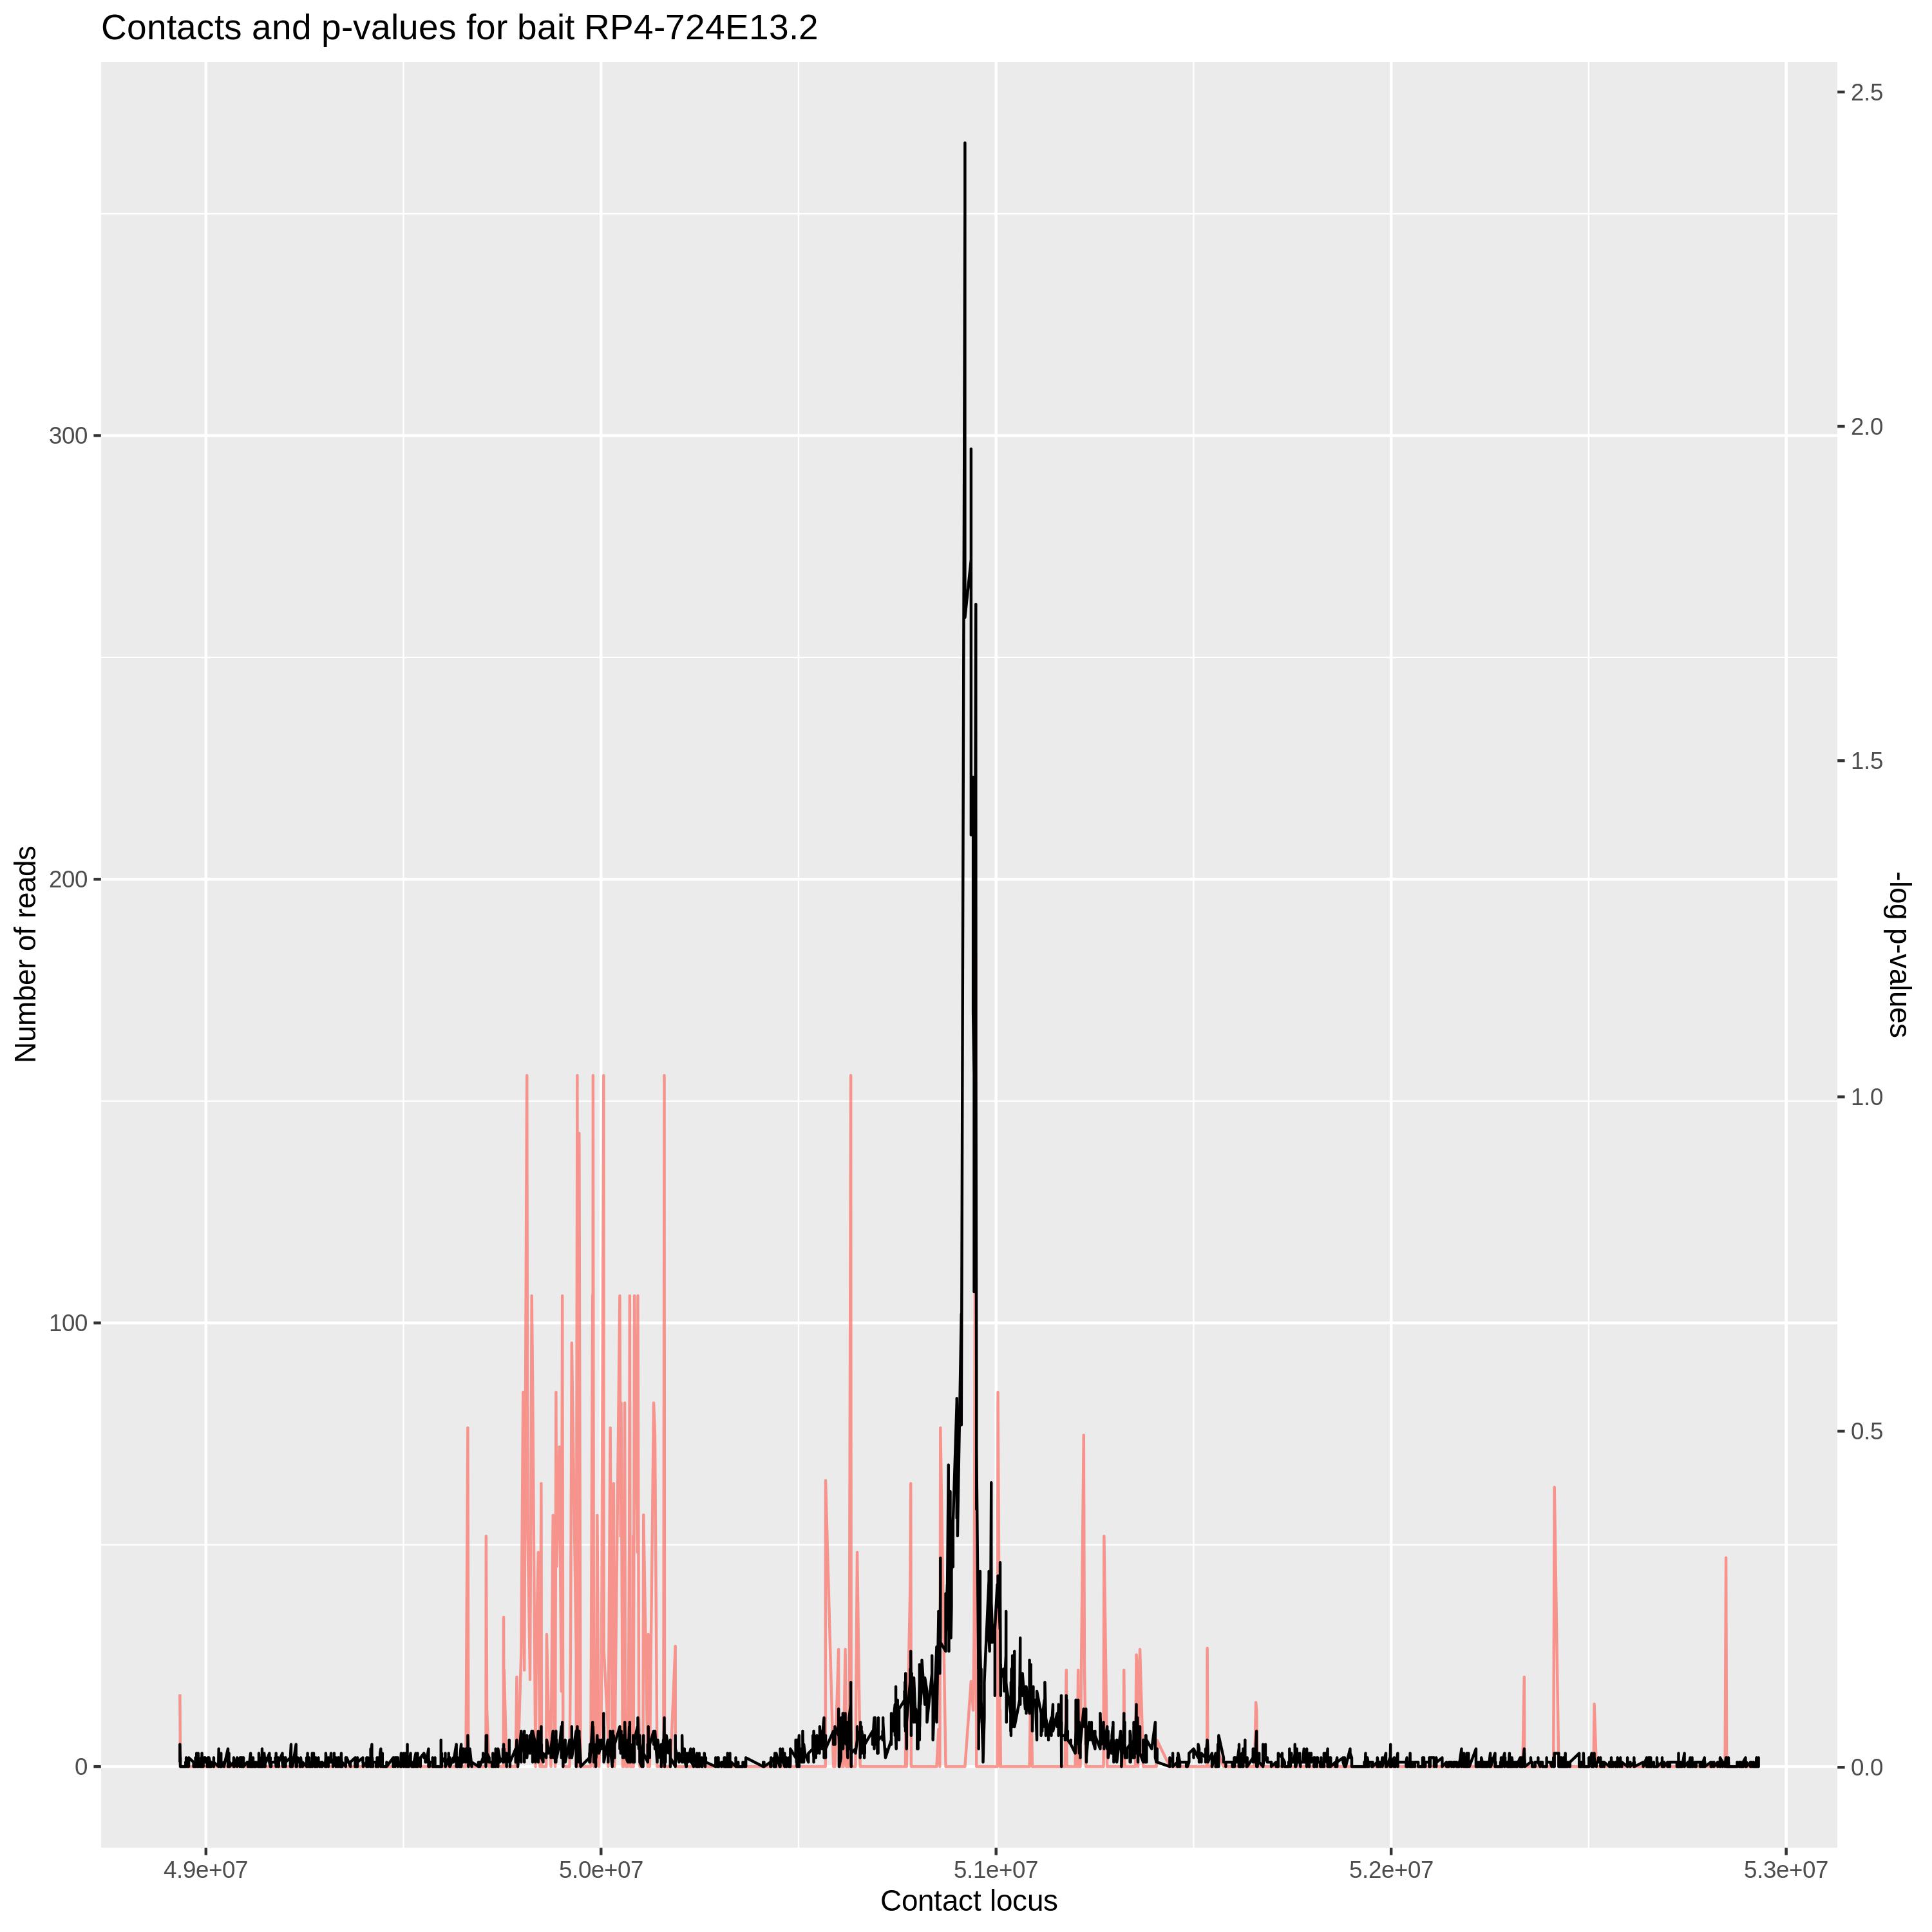 Contacts and p-values for bait RP4-724E13.2
Number of reads
300
200
100
0
2.5
2.0
1.5
1.0
0.5
0.0
-log p-values
4.9e+07 5.0e+07 5.1e+07 5.2e+07 5.3e+07
Contact locus